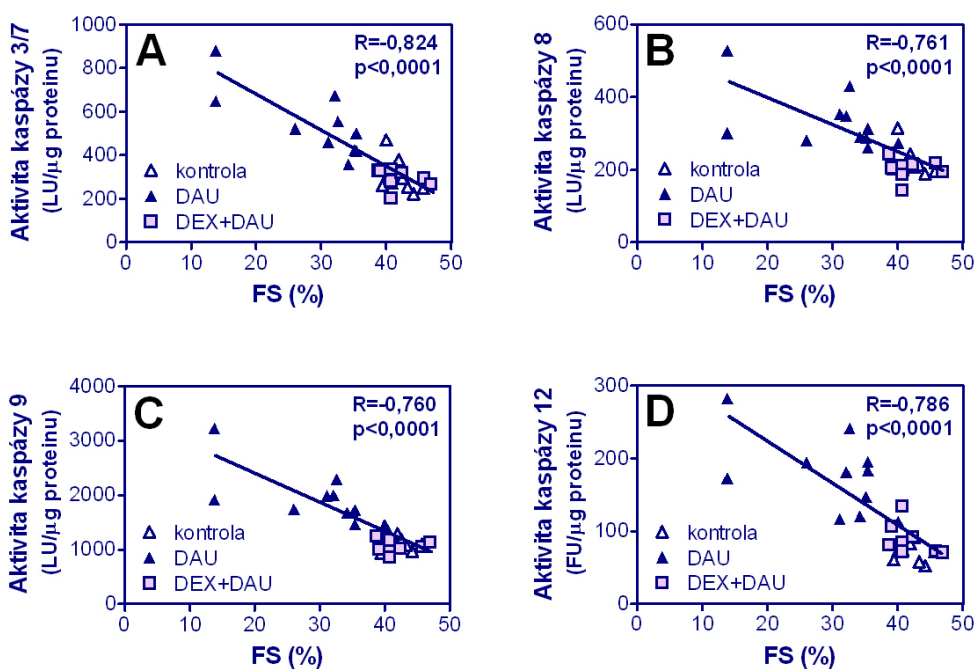 A
R=-0,824
p<0,0001
Aktivita kaspázy 3/7
(LU/µg proteinu)
1000
800
600
400
200
0
kontrola
DAU
DEX+DAU
0 10 20 30 40 50
FS (%)
B
R=-0,761
p<0,0001
Aktivita kaspázy 8
(LU/µg proteinu)
600
400
200
0
kontrola
DAU
DEX+DAU
0 10 20 30 40 50
FS (%)
C
R=-0,760
p<0,0001
Aktivita kaspázy 9
(LU/µg proteinu)
4000
3000
2000
1000
0
kontrola
DAU
DEX+DAU
0 10 20 30 40 50
FS (%)
D
R=-0,786
p<0,0001
Aktivita kaspázy 12
(FU/µg proteinu)
300
200
100
0
kontrola
DAU
DEX+DAU
0 10 20 30 40 50
FS (%)